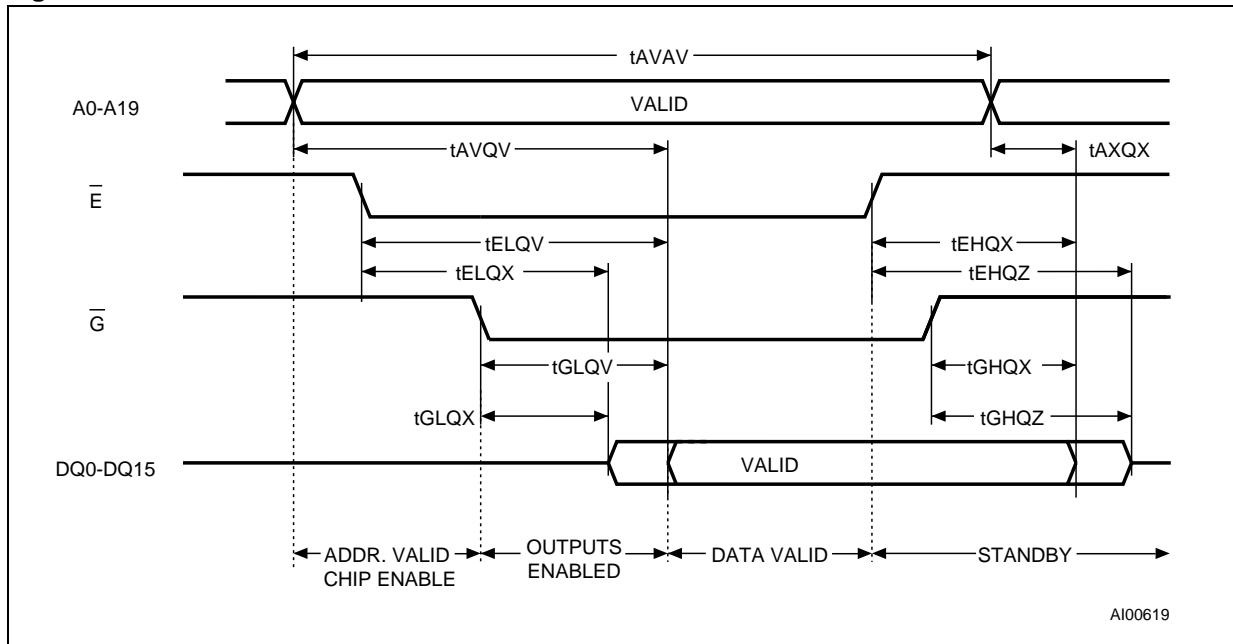 tAVAV
A0-A19
VALID
tAVQV
tAXQX
E
tELQV
tEHQX
tELQX
tEHQZ
G
tGLQV
tGHQX
tGLQX
tGHQZ
DQ0-DQ15
VALID
ADDR. VALID
CHIP ENABLE
OUTPUTS
ENABLED
DATA VALID
STANDBY
AI00619